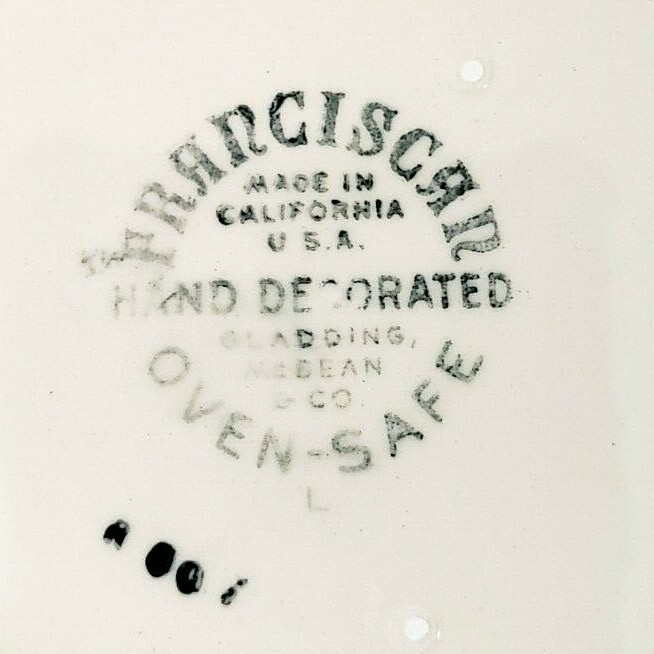 FRANCISCAN
MADE IN
CALIFORNIA
U.S.A.
HAND DECORATED
GLADDING,
McBEAN
& CO.
OVEN-SAFE
L